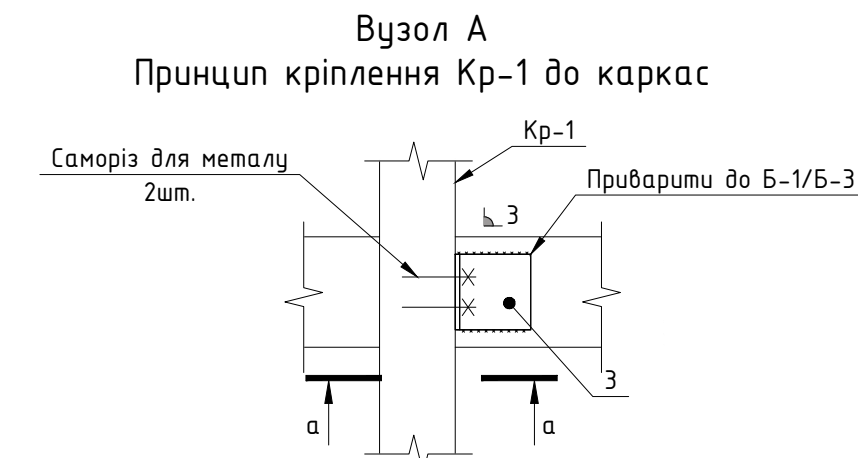 Вузол А
Принцип кріплення Кр-1 до каркас
Кр-1
Саморіз для металу
2шт.
Приварити до Б-1/Б-3
3
3
а
а